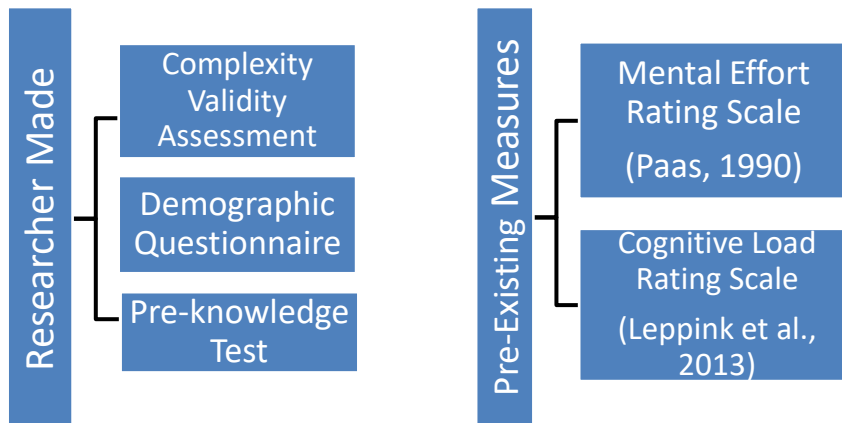 Researcher Made
Complexity
Validity
Assessment
Demographic
Questionnaire
Pre-knowledge
Test
Pre-Existing Measures
Mental Effort
Rating Scale
(Paas, 1990)
Cognitive Load
Rating Scale
(Leppink et al.,
2013)